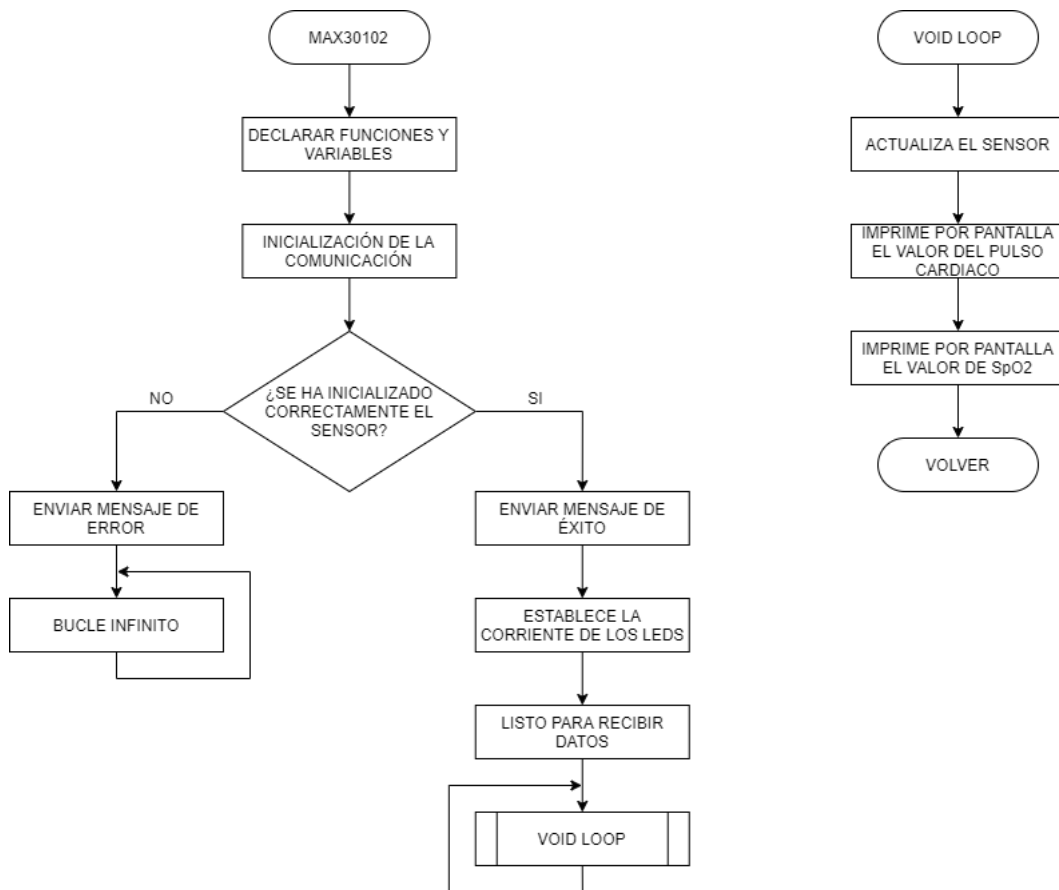 MAX30102
DECLARAR FUNCIONES Y
VARIABLES
INICIALIZACIÓN DE LA
COMUNICACIÓN
¿SE HA INICIALIZADO
CORRECTAMENTE EL
SENSOR?
NO
SI
ENVIAR MENSAJE DE
ERROR
BUCLE INFINITO
ENVIAR MENSAJE DE
ÉXITO
ESTABLECE LA
CORRIENTE DE LOS LEDS
LISTO PARA RECIBIR
DATOS
VOID LOOP
VOID LOOP
ACTUALIZA EL SENSOR
IMPRIME POR PANTALLA
EL VALOR DEL PULSO
CARDIACO
IMPRIME POR PANTALLA
EL VALOR DE SpO2
VOLVER